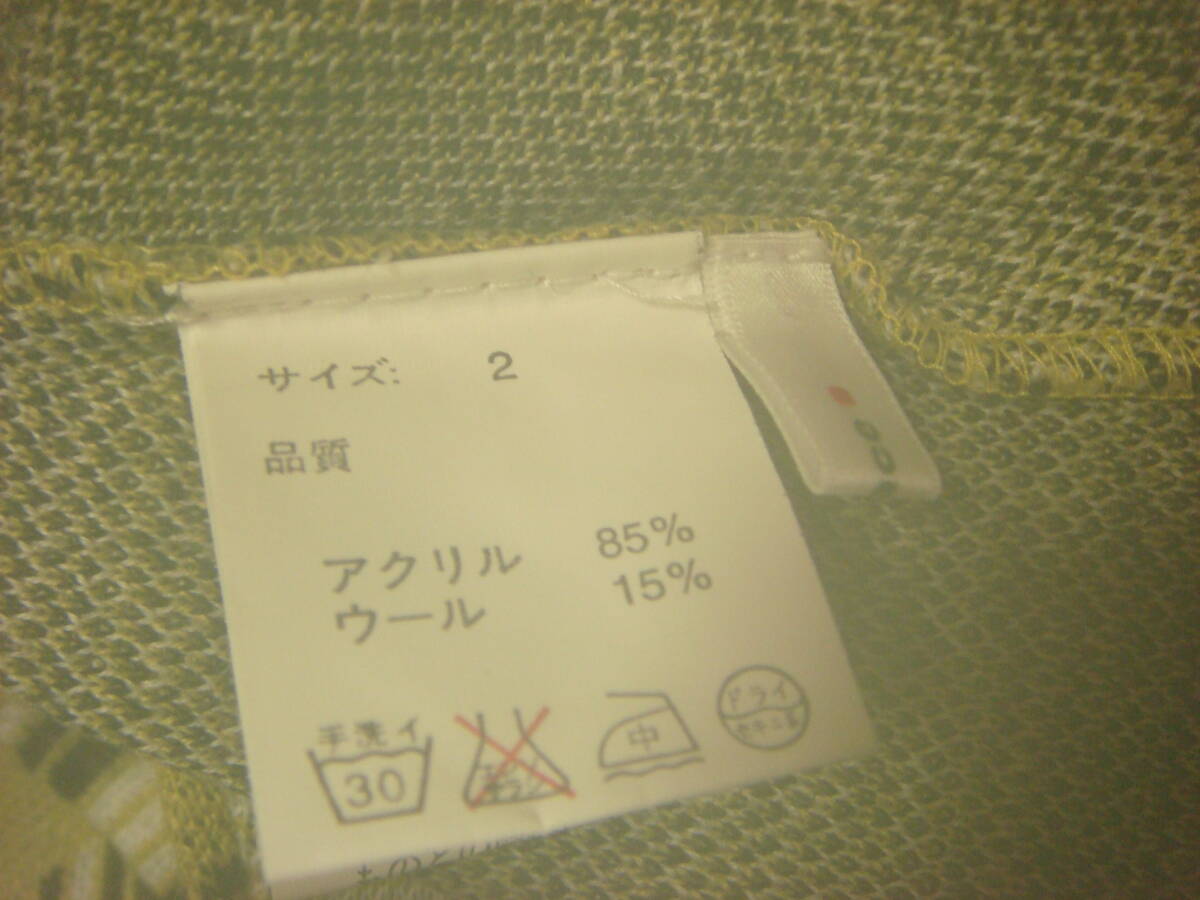 サイズ: 2
品質
アクリル 85%
ウール 15%
手洗イ
30
中
ドライ